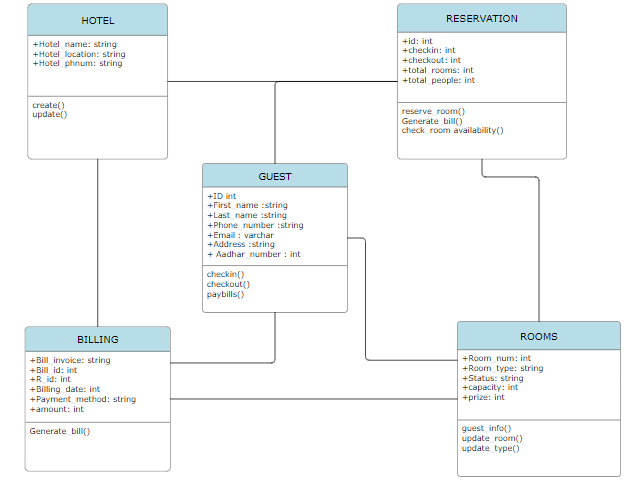 HOTEL
+Hotel_name: string
+Hotel_location: string
+Hotel_phnum: string
create()
update()
RESERVATION
+id: int
+checkin: int
+checkout: int
+total_rooms: int
+total_people: int
reserve_room()
Generate_bill()
check_room availability()
GUEST
+ID int
+First_name :string
+Last_name :string
+Phone_number :string
+Email : varchar
+Address :string
+ Aadhar_number : int
checkin()
checkout()
paybills()
BILLING
+Bill_invoice: string
+Bill_id: int
+R_id: int
+Billing_date: int
+Payment_method: string
+amount: int
Generate_bill()
ROOMS
+Room_num: int
+Room_type: string
+Status: string
+capacity: int
+prize: int
guest_info()
update_room()
update_type()